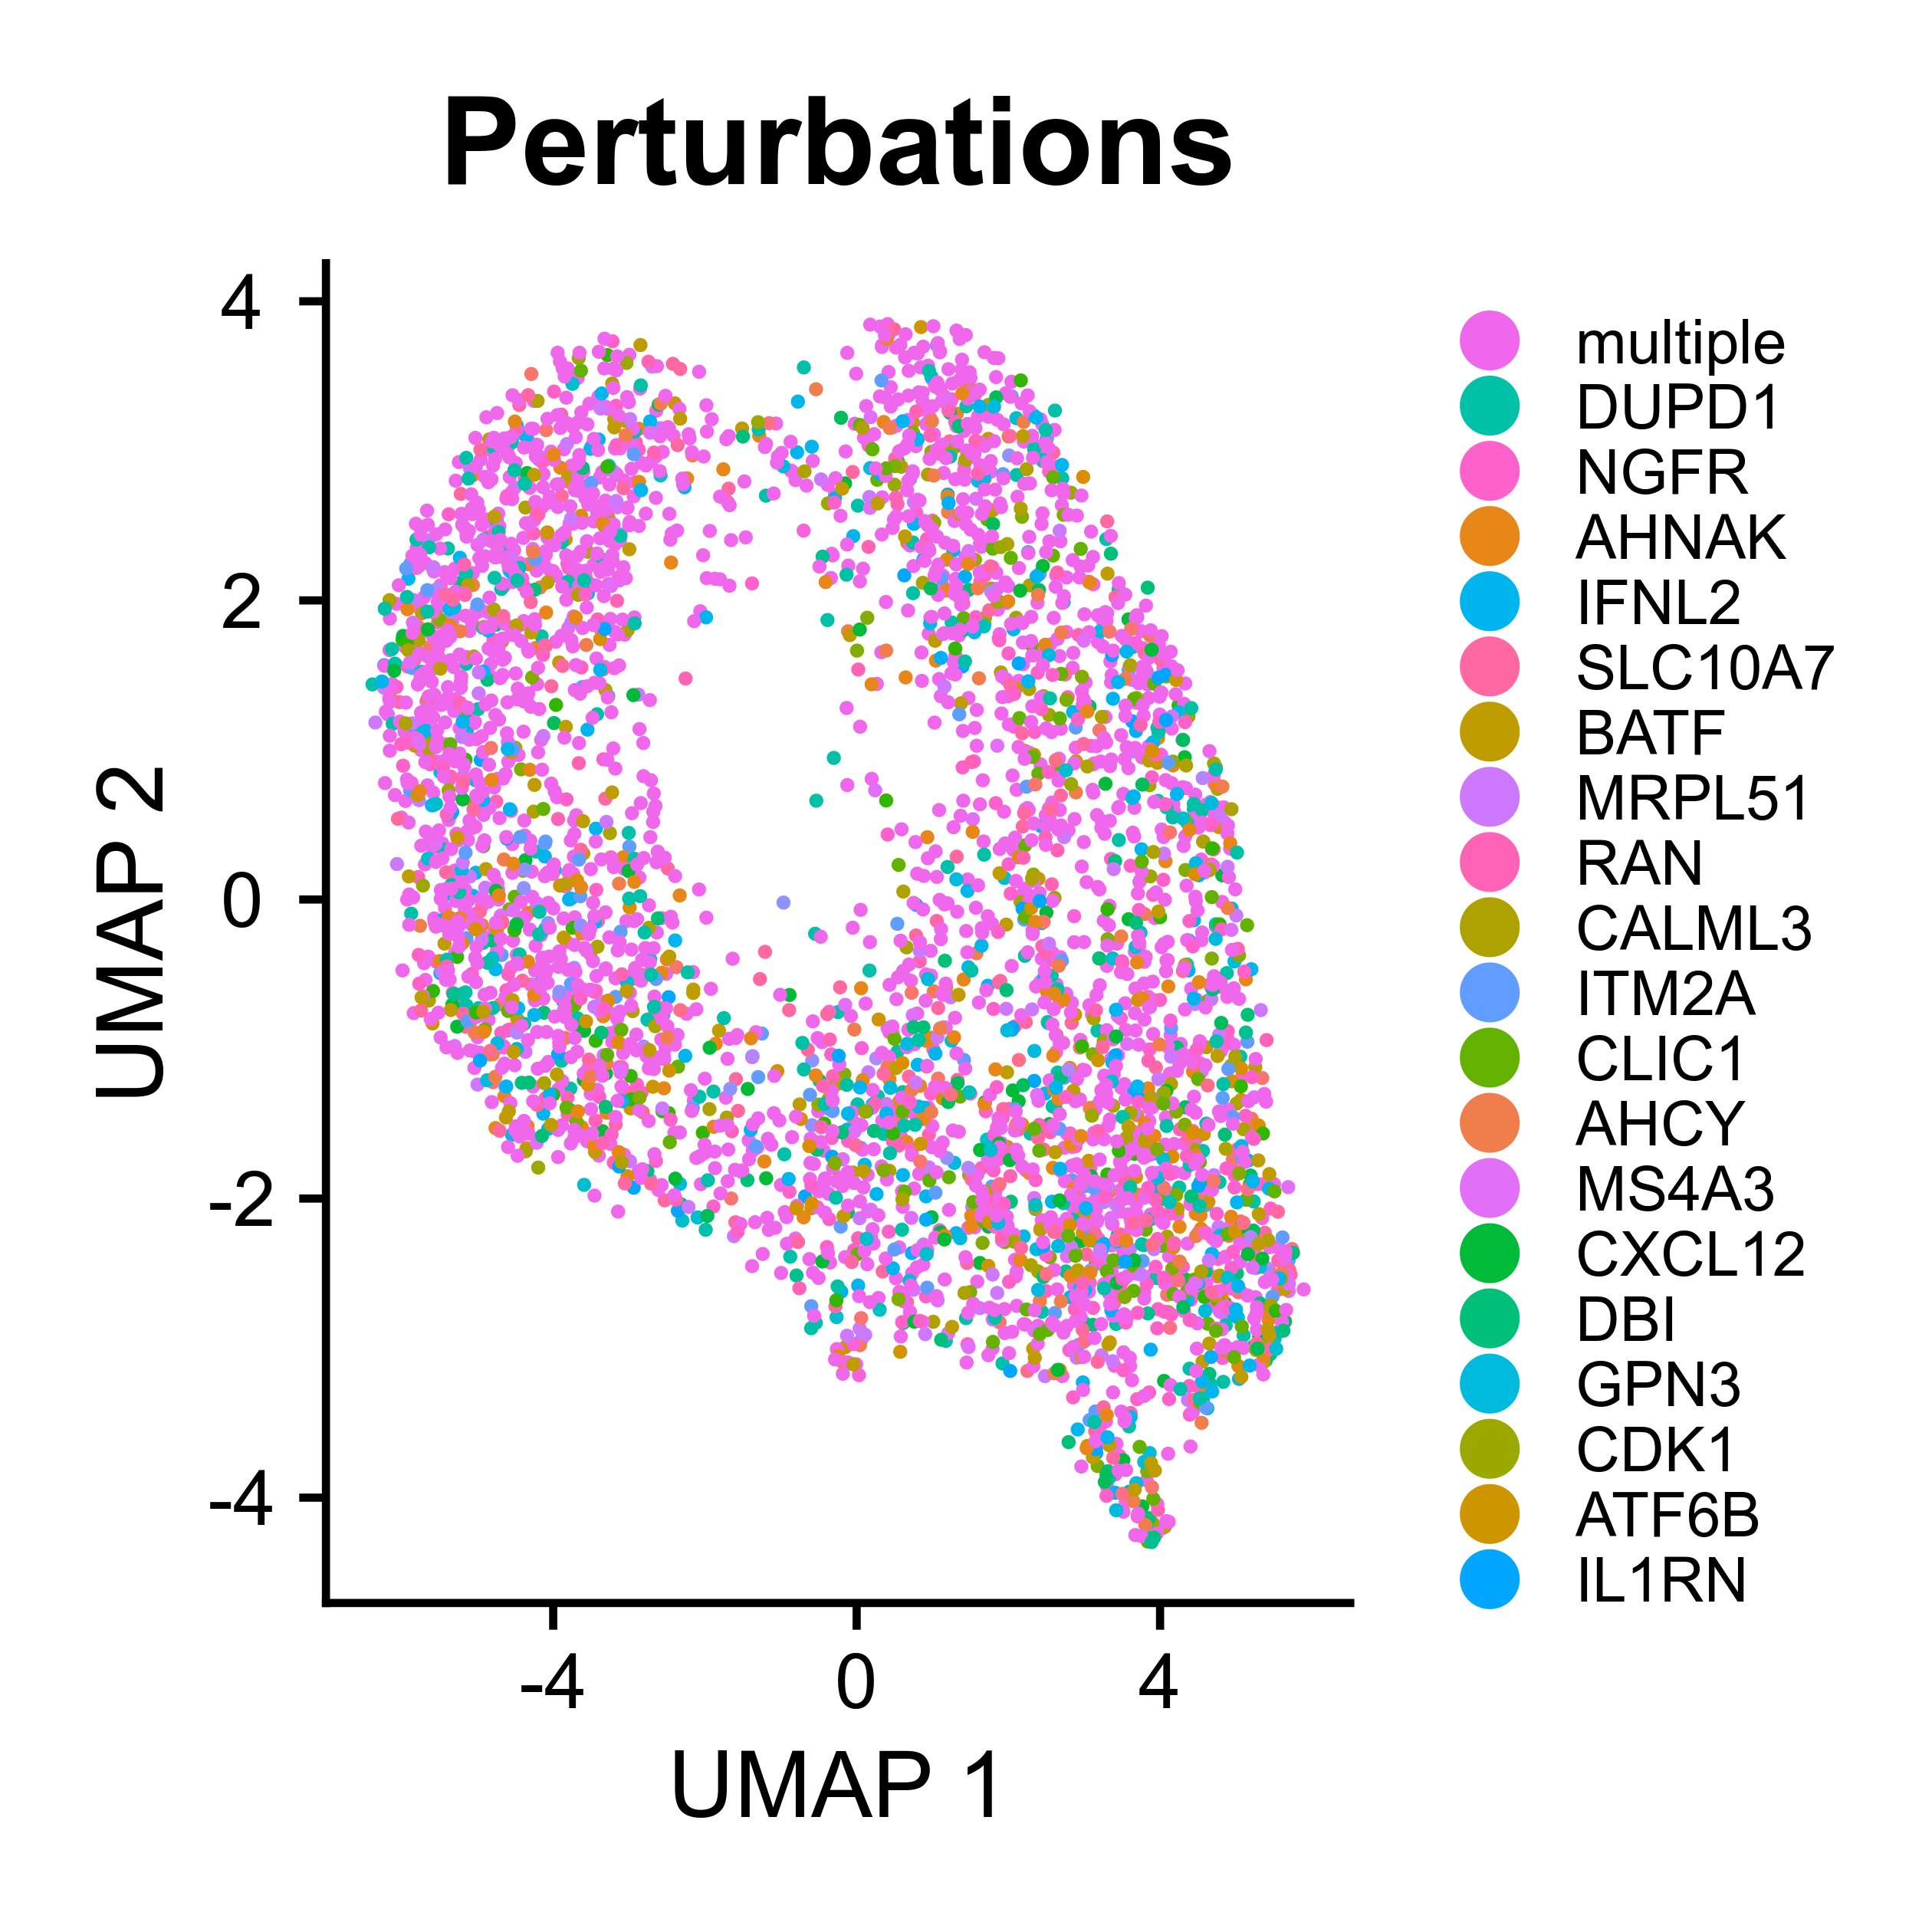 Perturbations
UMAP 2
4
2
0
-2
-4
-4
0
4
UMAP 1
multiple
DUPD1
NGFR
AHNAK
IFNL2
SLC10A7
BATF
MRPL51
RAN
CALML3
ITM2A
CLIC1
AHCY
MS4A3
CXCL12
DBI
GPN3
CDK1
ATF6B
IL1RN